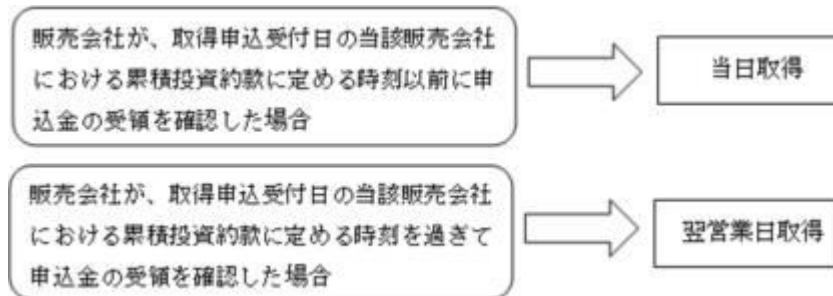 販売会社が、取得申込受付日の当該販売会社
における累積投資約款に定める時刻以前に申
込金の受領を確認した場合
当日取得
販売会社が、取得申込受付日の当該販売会社
における累積投資約款に定める時刻を過ぎて
申込金の受領を確認した場合
翌営業日取得